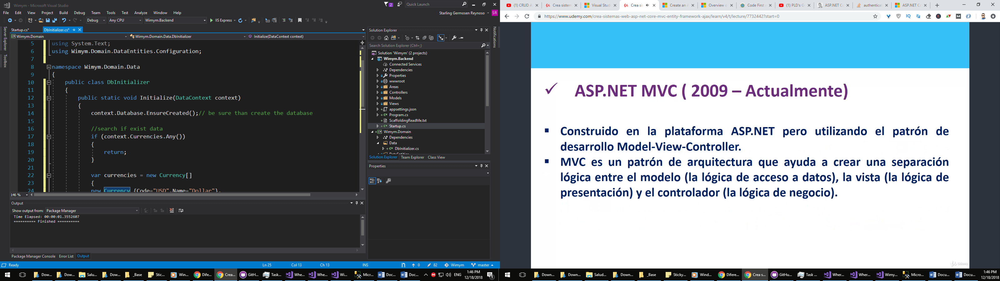 Wimym - Microsoft Visual Studio
2
Quick Launch
File Edit View Project Build Debug Team Tools Test Analyze Window Help
Starling Germosen Reynoso SR
Debug Any CPU Wimym.Backend IIS Express
Server Explorer
Toolbox
Startup.cs* DbInitializer.cs*
Wimym.Domain Wimym.Domain.Data.DbInitializer Initialize(DataContext context)
5 using System.Text;
6 using Wimym.Domain.DataEntities.Configuration;
7
8 namespace Wimym.Domain.Data
9 {
10 public class DbInitializer
11 {
12 public static void Initialize(DataContext context)
13 {
14 context.Database.EnsureCreated();// be sure than create the database
15
16 //search if exist data
17 if (context.Currencies.Any())
18 {
19 return;
20 }
21
22 var currencies = new Currency[]
23 {
24 new Currency {Code="USD",Name="Dollar"},
146 %
Output
Show output from: Package Manager
Time Elapsed: 00:00:01.3552607
========== Finished ==========
Package Manager Console Error List Output
Ready Ln 25 Col 13 Ch 13 INS 0 82 Wimym master
Solution Explorer
Search Solution Explorer (Ctrl+;)
Solution 'Wimym' (2 projects)
Wimym.Backend
Connected Services
Dependencies
Properties
wwwroot
Areas
Controllers
Models
Views
appsettings.json
Program.cs
ScaffoldingReadMe.txt
Startup.cs
Wimym.Domain
Dependencies
Data
DbInitializer.cs
DataEntities
Solution Explorer Team Explorer Class View
Properties
Notifications
Dow... Dow... Salu... Dow... _Base Stic... Win... Dife... Crea... GitH... Task... Whe... Whe... Wi... Micr... Doc... Doc... ENG 1:46 PM
12/18/2018 1
(1) CRUD A Crea sistem Visual Studi Crea sis Create an A Overview o Code First (1) PLD's G ASP.NET Co authenticat ASP.NET Co
https://www.udemy.com/crea-sistemas-web-asp-net-core-mvc-entity-framework-ajax/learn/v4/t/lecture/7732442?start=0
ASP.NET MVC ( 2009 – Actualmente)
Construido en la plataforma ASP.NET pero utilizando el patrón de
desarrollo Model-View-Controller.
MVC es un patrón de arquitectura que ayuda a crear una separación
lógica entre el modelo (la lógica de acceso a datos), la vista (la lógica de
presentación) y el controlador (la lógica de negocio).
Udemy
Down... Down... Salud... Down... _Base Sticky... Wind... Difere... Crea s... GitHu... Task ... Wher... Wher... Wimy... Micro... Docu... Docu... 1:46 PM
12/18/2018